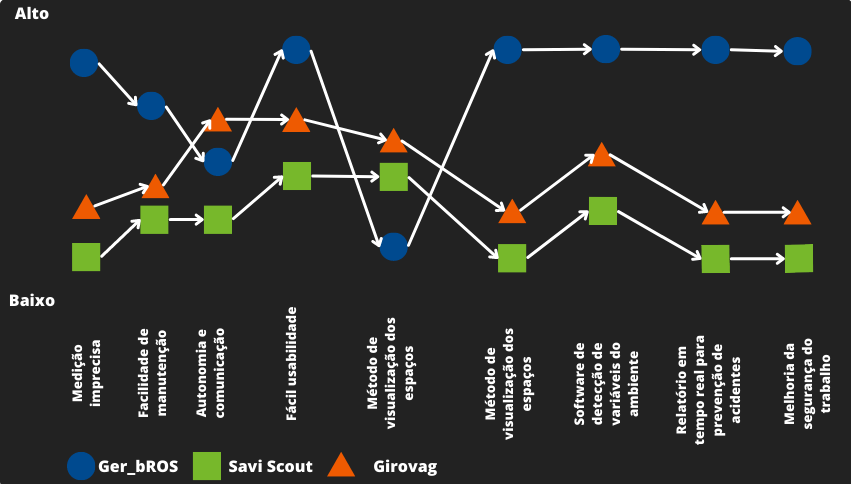 Alto
Baixo
Medição
imprecisa
Facilidade de
manutenção
Autonomia e
comunicação
Fácil usabilidade
Método de
visualização dos
espaços
Método de
visualização dos
espaços
Software de
detecção de
variáveis do
ambiente
Relatório em
tempo real para
prevenção de
acidentes
Melhoria da
segurança do
trabalho
Ger_bROS
Savi Scout
Girovag